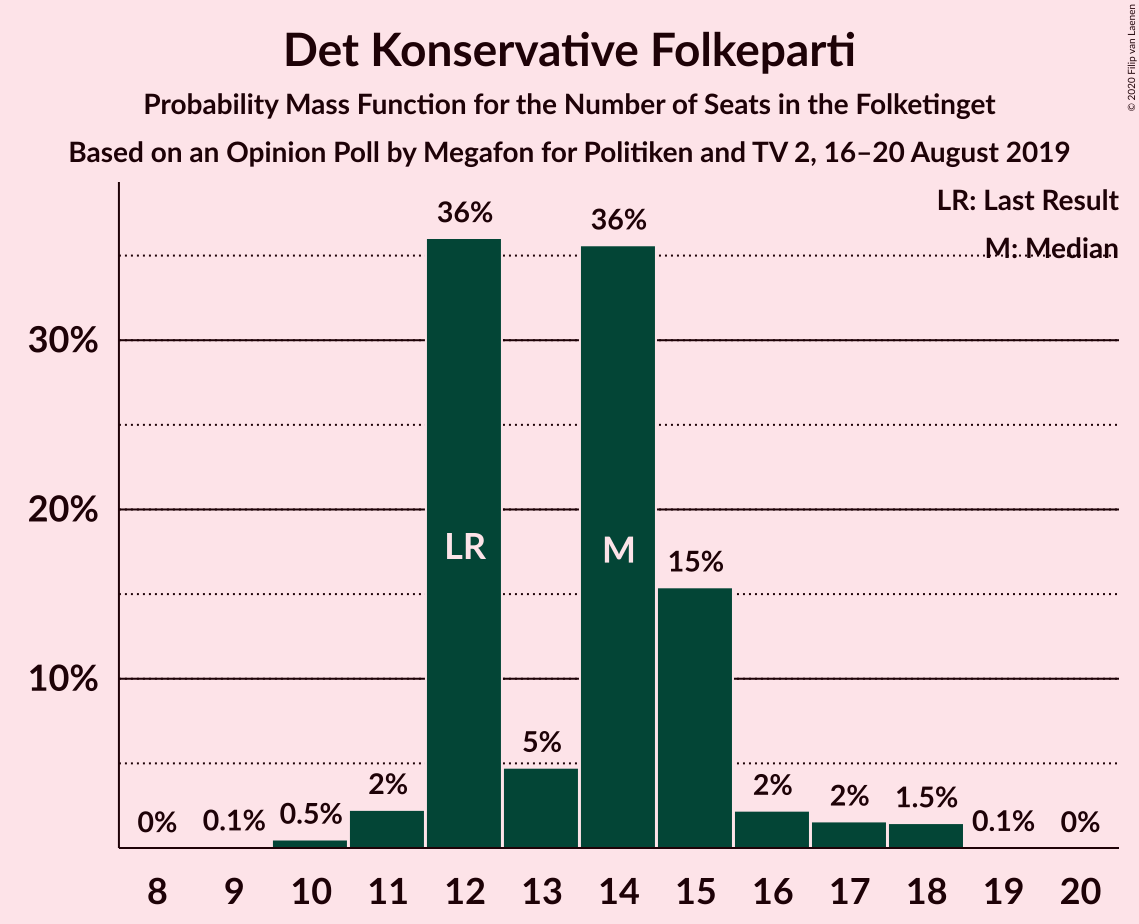 Det Konservative Folkeparti
Probability Mass Function for the Number of Seats in the Folketinget
Based on an Opinion Poll by Megafon for Politiken and TV 2, 16–20 August 2019
© 2020 Filip van Laenen
LR: Last Result
M: Median
30%
20%
10%
0%
0.1%
0.5%
2%
36%
5%
36%
15%
2%
2%
1.5%
0.1%
0%
LR
M
8 9 10 11 12 13 14 15 16 17 18 19 20